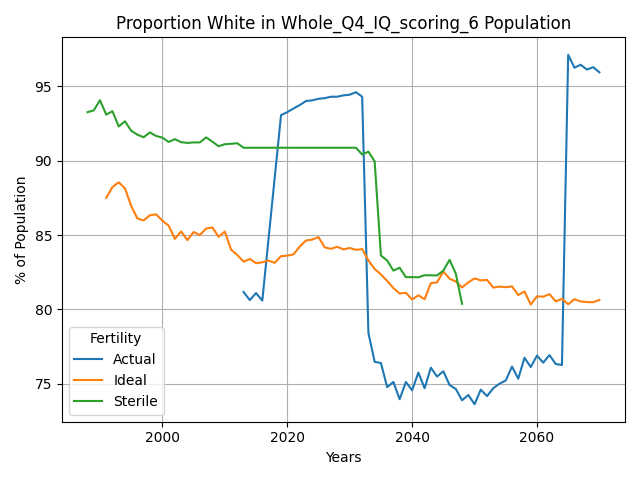 Proportion White in Whole_Q4_IQ_scoring_6 Population
% of Population
95
90
85
80
75
Fertility
Actual
Ideal
Sterile
2000
2020
2040
2060
Years